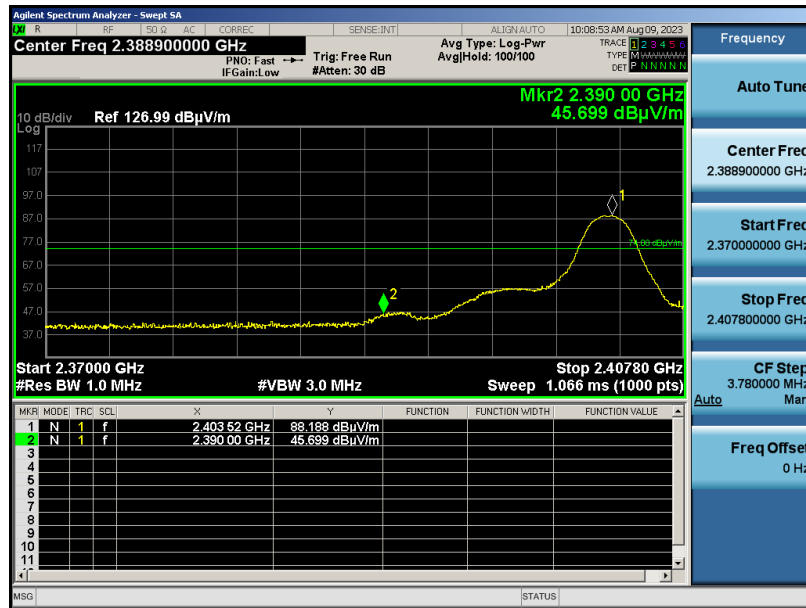 Agilent Spectrum Analyzer - Swept SA
LXI R RF 50 Ω AC CORREC SENSE:INT ALIGN AUTO 10:08:53 AM Aug 09, 2023
Center Freq 2.388900000 GHz
PNO: Fast
IFGain:Low
Trig: Free Run
#Atten: 30 dB
Avg Type: Log-Pwr
Avg|Hold: 100/100
TRACE 1 2 3 4 5 6
TYPE M W W W W W
DET P N N N N N
Mkr2 2.390 00 GHz
45.699 dBµV/m
10 dB/div Ref 126.99 dBµV/m
Log
117
107
97.0
1
87.0
77.0
74.00 dBµV/m
67.0
57.0
2
47.0
37.0
Start 2.37000 GHz Stop 2.40780 GHz
#Res BW 1.0 MHz #VBW 3.0 MHz Sweep 1.066 ms (1000 pts)
MKR MODE TRC SCL X Y FUNCTION FUNCTION WIDTH FUNCTION VALUE
1 N 1 f 2.403 52 GHz 88.188 dBµV/m
2 N 1 f 2.390 00 GHz 45.699 dBµV/m
3
4
5
6
7
8
9
10
11
MSG STATUS
Frequency
Auto Tune
Center Freq
2.388900000 GHz
Start Freq
2.370000000 GHz
Stop Freq
2.407800000 GHz
CF Step
3.780000 MHz
Auto Man
Freq Offset
0 Hz